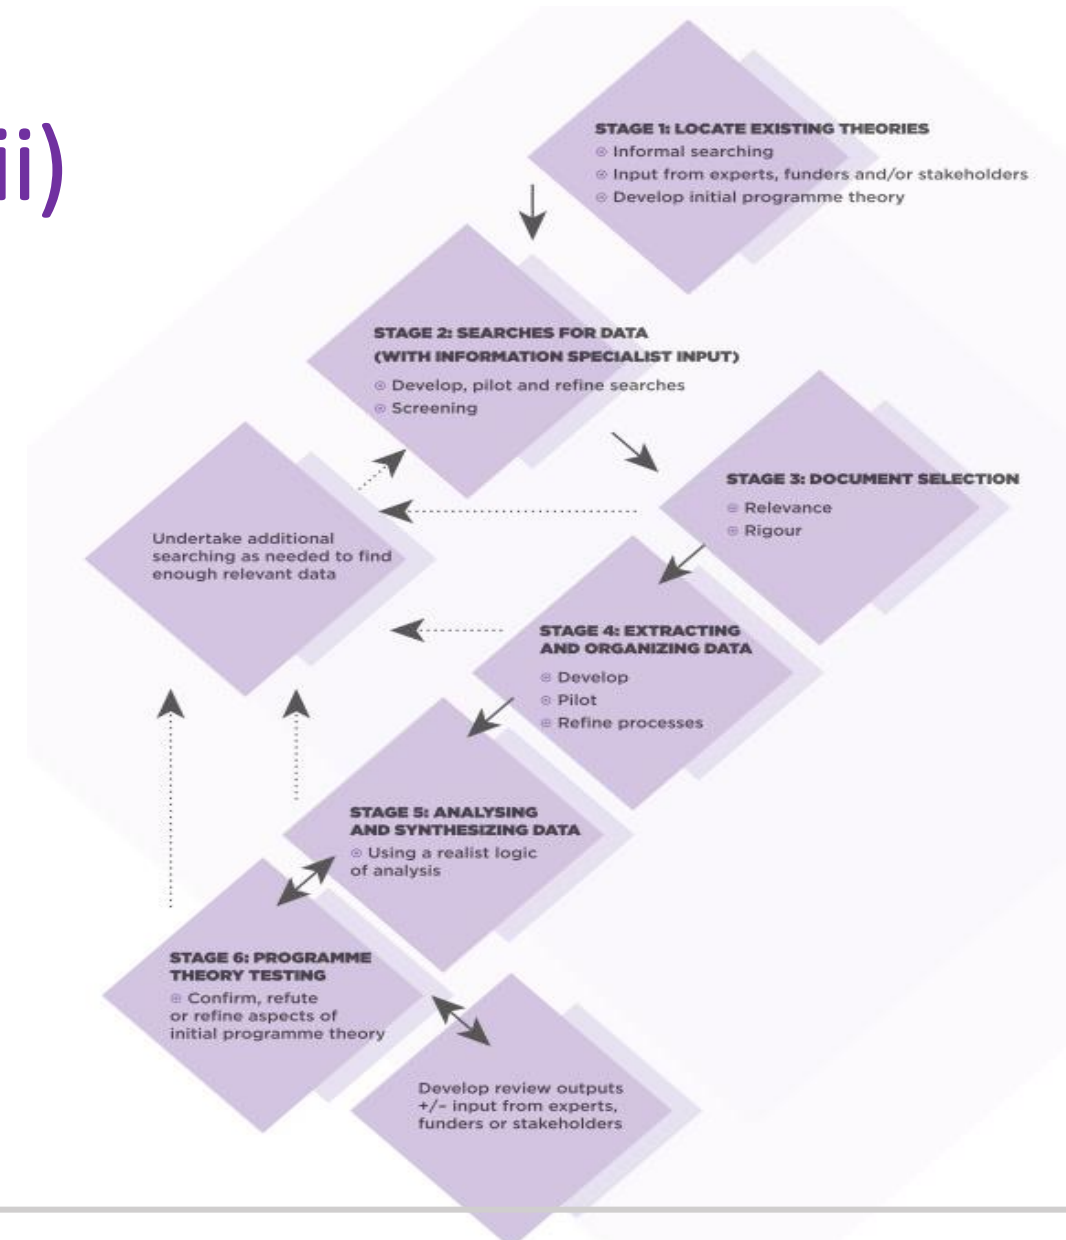 ii)
STAGE 1: LOCATE EXISTING THEORIES
Informal searching
Input from experts, funders and/or stakeholders
Develop initial programme theory
STAGE 2: SEARCHES FOR DATA
(WITH INFORMATION SPECIALIST INPUT)
Develop, pilot and refine searches
Screening
STAGE 3: DOCUMENT SELECTION
Relevance
Rigour
Undertake additional
searching as needed to find
enough relevant data
STAGE 4: EXTRACTING
AND ORGANIZING DATA
Develop
Pilot
Refine processes
STAGE 5: ANALYSING
AND SYNTHESIZING DATA
Using a realist logic
of analysis
STAGE 6: PROGRAMME
THEORY TESTING
Confirm, refute
or refine aspects of
initial programme theory
Develop review outputs
+/- input from experts,
funders or stakeholders